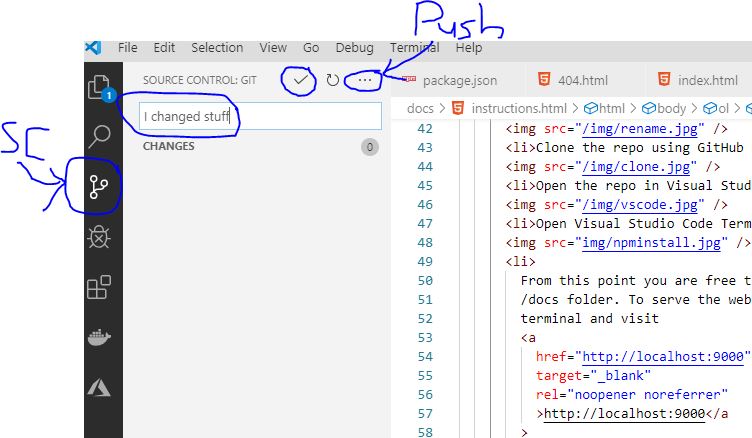 Push
File Edit Selection View Go Debug Terminal Help
SOURCE CONTROL: GIT
package.json 404.html index.html
1
I changed stuff
docs > instructions.html > html > body > ol >
SC
CHANGES 0
42 <img src="/img/rename.jpg" />
43 <li>Clone the repo using GitHub
44 <img src="/img/clone.jpg" />
45 <li>Open the repo in Visual Stud
46 <img src="/img/vscode.jpg" />
47 <li>Open Visual Studio Code Term
48 <img src="img/npminstall.jpg" />
49 <li>
50 From this point you are free t
51 /docs folder. To serve the web
52 terminal and visit
53 <a
54 href="http://localhost:9000"
55 target="_blank"
56 rel="noopener noreferrer"
57 >http://localhost:9000</a
58 >